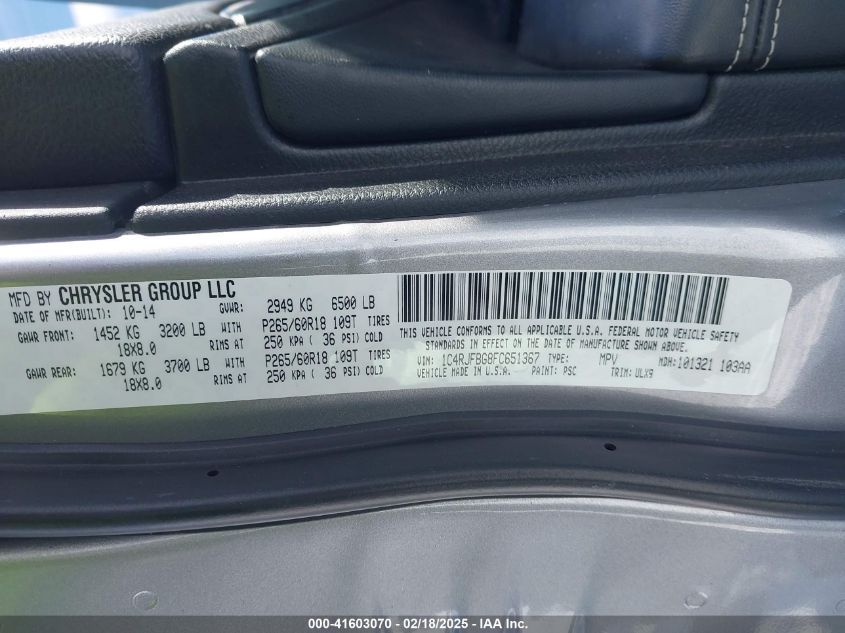 MFD BY CHRYSLER GROUP LLC
DATE OF MFR(BUILT): 10-14 GVWR: 2949 KG 6500 LB
GAWR FRONT: 1452 KG 3200 LB WITH P265/60R18 109T TIRES
18X8.0 RIMS AT 250 KPA ( 36 PSI) COLD
GAWR REAR: 1679 KG 3700 LB WITH P265/60R18 109T TIRES
18X8.0 RIMS AT 250 KPA ( 36 PSI) COLD
THIS VEHICLE CONFORMS TO ALL APPLICABLE U.S.A. FEDERAL MOTOR VEHICLE SAFETY
STANDARDS IN EFFECT ON THE DATE OF MANUFACTURE SHOWN ABOVE.
VIN: 1C4RJFBG8FC651367 TYPE: MPV MDH:101321 103AA
VEHICLE MADE IN U.S.A. PAINT: PSC TRIM: ULX9
000-41603070 - 02/18/2025 - IAA Inc.